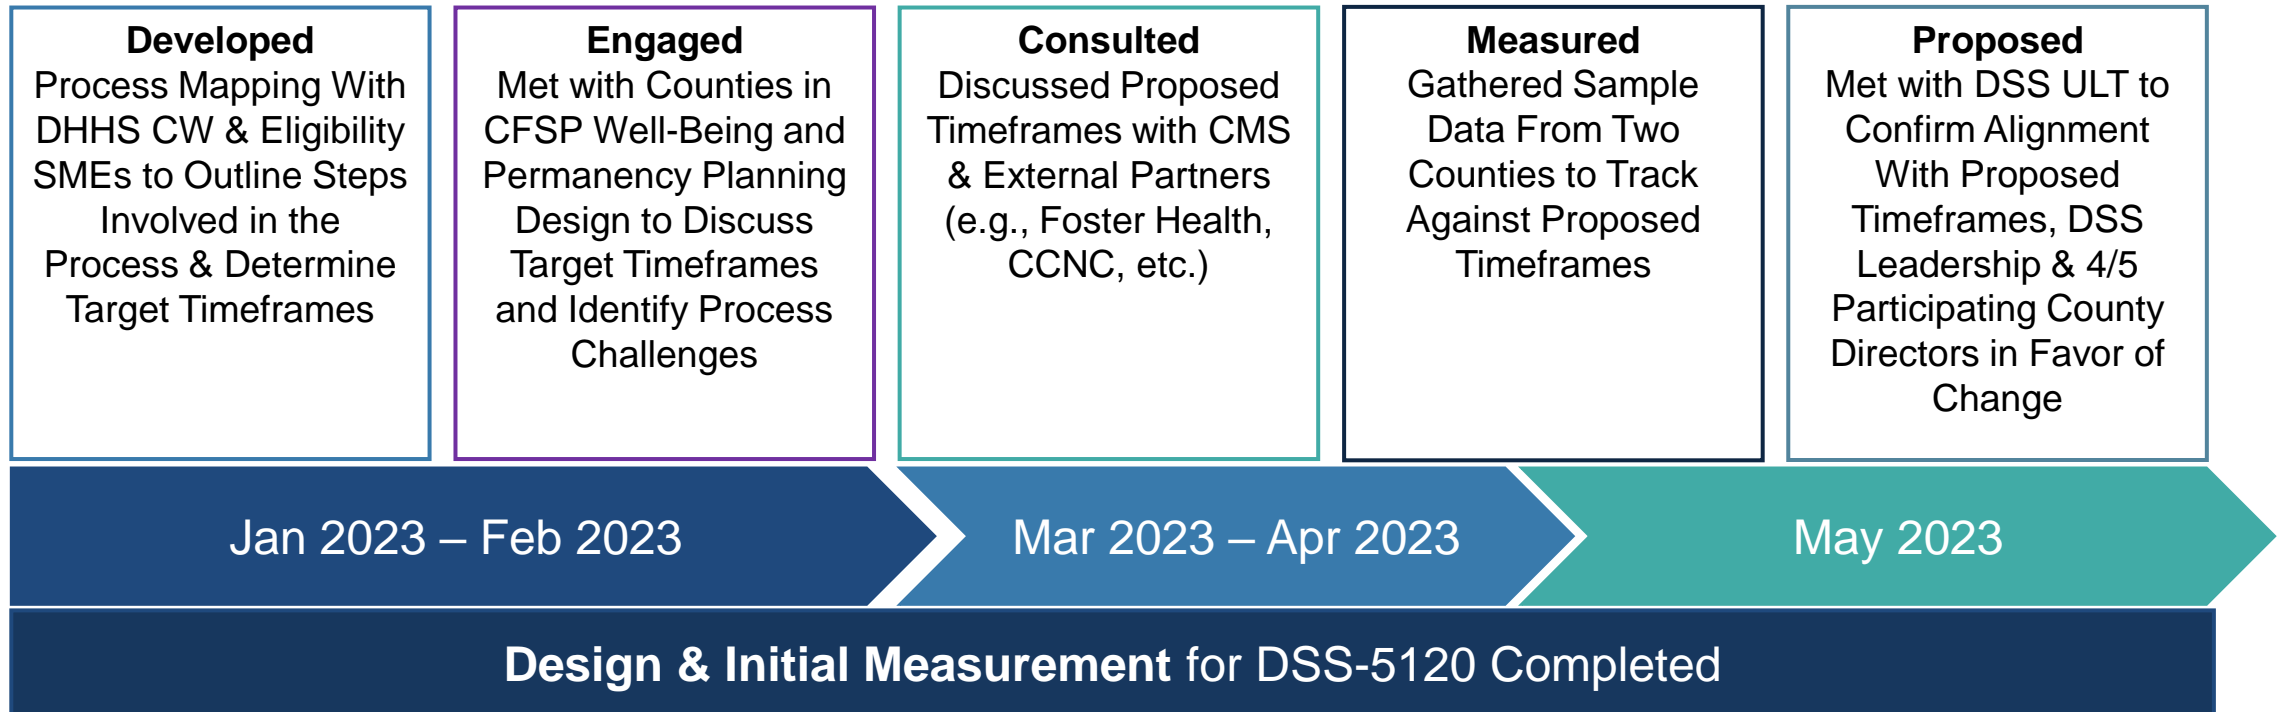 Developed
Process Mapping With
DHHS CW & Eligibility
SMEs to Outline Steps
Involved in the
Process & Determine
Target Timeframes
Engaged
Met with Counties in
CFSP Well-Being and
Permanency Planning
Design to Discuss
Target Timeframes
and Identify Process
Challenges
Consulted
Discussed Proposed
Timeframes with CMS
& External Partners
(e.g., Foster Health,
CCNC, etc.)
Measured
Gathered Sample
Data From Two
Counties to Track
Against Proposed
Timeframes
Proposed
Met with DSS ULT to
Confirm Alignment
With Proposed
Timeframes, DSS
Leadership & 4/5
Participating County
Directors in Favor of
Change
Jan 2023 – Feb 2023
Mar 2023 – Apr 2023
May 2023
Design & Initial Measurement for DSS-5120 Completed